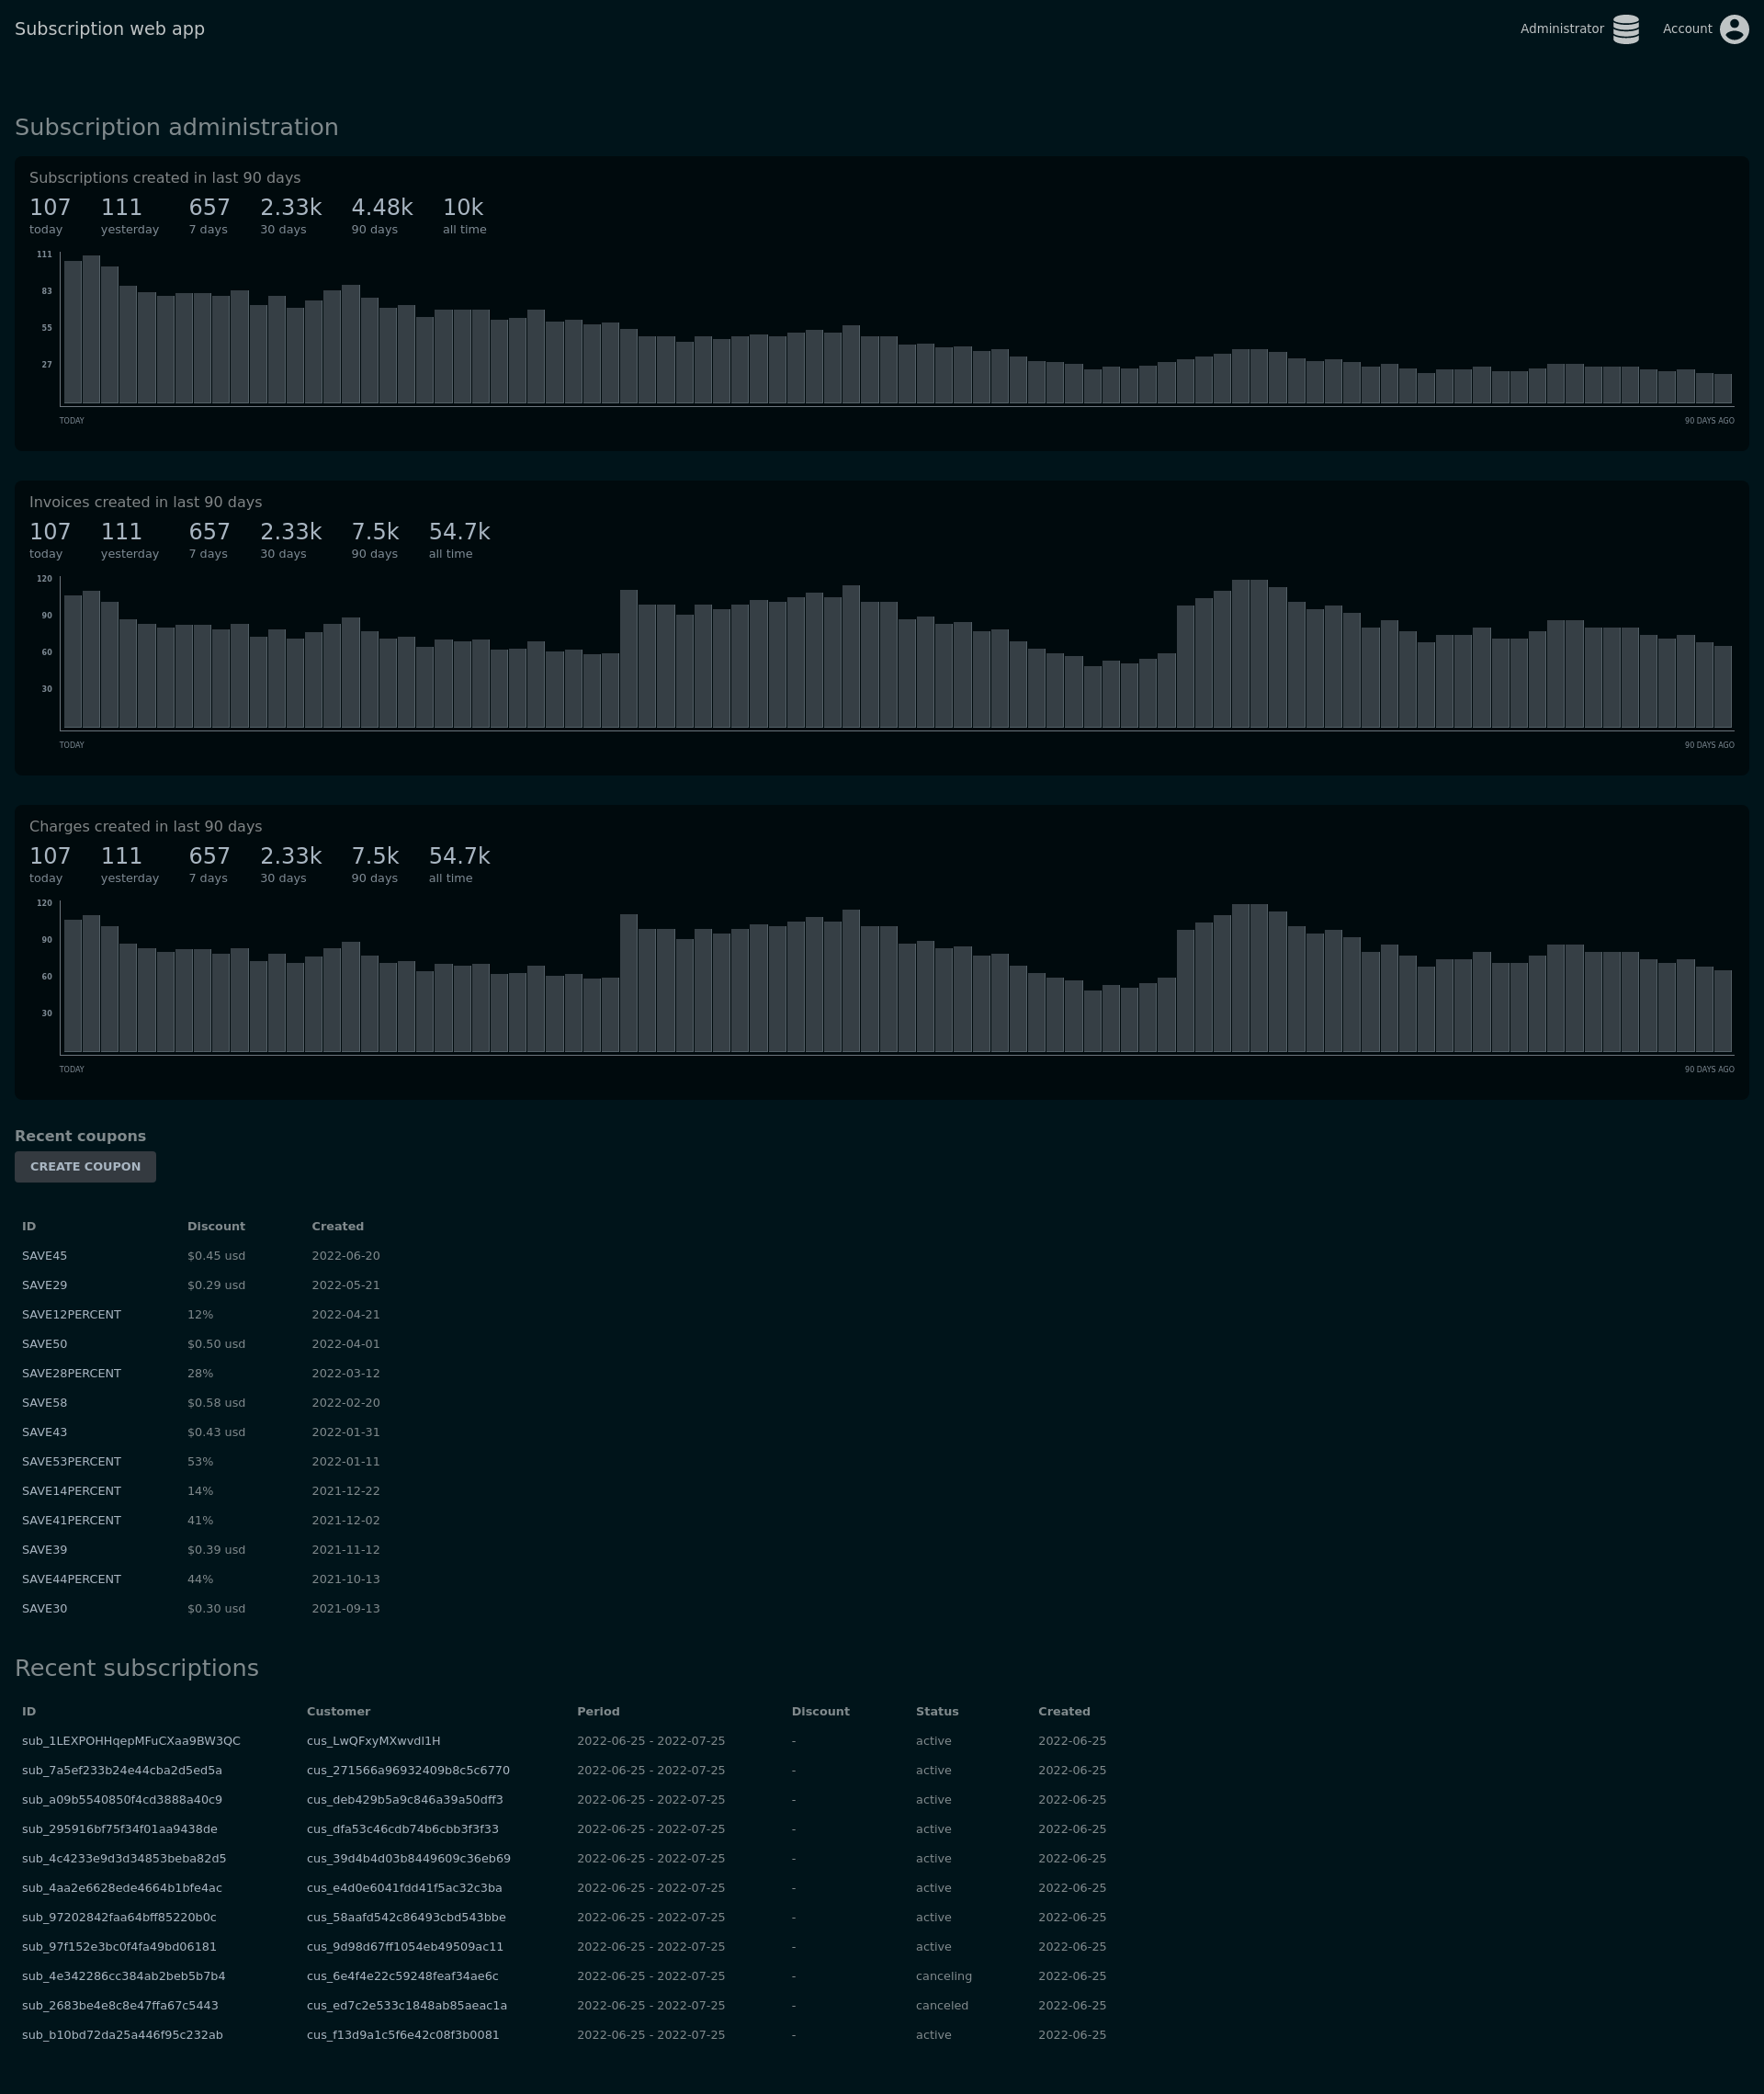 Subscription web app
Administrator Account
Subscription administration
Subscriptions created in last 90 days
107 111 657 2.33k 4.48k 10k
today yesterday 7 days 30 days 90 days all time
111
83
55
27
TODAY 90 DAYS AGO
Invoices created in last 90 days
107 111 657 2.33k 7.5k 54.7k
today yesterday 7 days 30 days 90 days all time
120
90
60
30
TODAY 90 DAYS AGO
Charges created in last 90 days
107 111 657 2.33k 7.5k 54.7k
today yesterday 7 days 30 days 90 days all time
120
90
60
30
TODAY 90 DAYS AGO
Recent coupons
CREATE COUPON
ID Discount Created
SAVE45 $0.45 usd 2022-06-20
SAVE29 $0.29 usd 2022-05-21
SAVE12PERCENT 12% 2022-04-21
SAVE50 $0.50 usd 2022-04-01
SAVE28PERCENT 28% 2022-03-12
SAVE58 $0.58 usd 2022-02-20
SAVE43 $0.43 usd 2022-01-31
SAVE53PERCENT 53% 2022-01-11
SAVE14PERCENT 14% 2021-12-22
SAVE41PERCENT 41% 2021-12-02
SAVE39 $0.39 usd 2021-11-12
SAVE44PERCENT 44% 2021-10-13
SAVE30 $0.30 usd 2021-09-13
Recent subscriptions
ID Customer Period Discount Status Created
sub_1LEXPOHHqepMFuCXaa9BW3QC cus_LwQFxyMXwvdl1H 2022-06-25 - 2022-07-25 - active 2022-06-25
sub_7a5ef233b24e44cba2d5ed5a cus_271566a96932409b8c5c6770 2022-06-25 - 2022-07-25 - active 2022-06-25
sub_a09b5540850f4cd3888a40c9 cus_deb429b5a9c846a39a50dff3 2022-06-25 - 2022-07-25 - active 2022-06-25
sub_295916bf75f34f01aa9438de cus_dfa53c46cdb74b6cbb3f3f33 2022-06-25 - 2022-07-25 - active 2022-06-25
sub_4c4233e9d3d34853beba82d5 cus_39d4b4d03b8449609c36eb69 2022-06-25 - 2022-07-25 - active 2022-06-25
sub_4aa2e6628ede4664b1bfe4ac cus_e4d0e6041fdd41f5ac32c3ba 2022-06-25 - 2022-07-25 - active 2022-06-25
sub_97202842faa64bff85220b0c cus_58aafd542c86493cbd543bbe 2022-06-25 - 2022-07-25 - active 2022-06-25
sub_97f152e3bc0f4fa49bd06181 cus_9d98d67ff1054eb49509ac11 2022-06-25 - 2022-07-25 - active 2022-06-25
sub_4e342286cc384ab2beb5b7b4 cus_6e4f4e22c59248feaf34ae6c 2022-06-25 - 2022-07-25 - canceling 2022-06-25
sub_2683be4e8c8e47ffa67c5443 cus_ed7c2e533c1848ab85aeac1a 2022-06-25 - 2022-07-25 - canceled 2022-06-25
sub_b10bd72da25a446f95c232ab cus_f13d9a1c5f6e42c08f3b0081 2022-06-25 - 2022-07-25 - active 2022-06-25